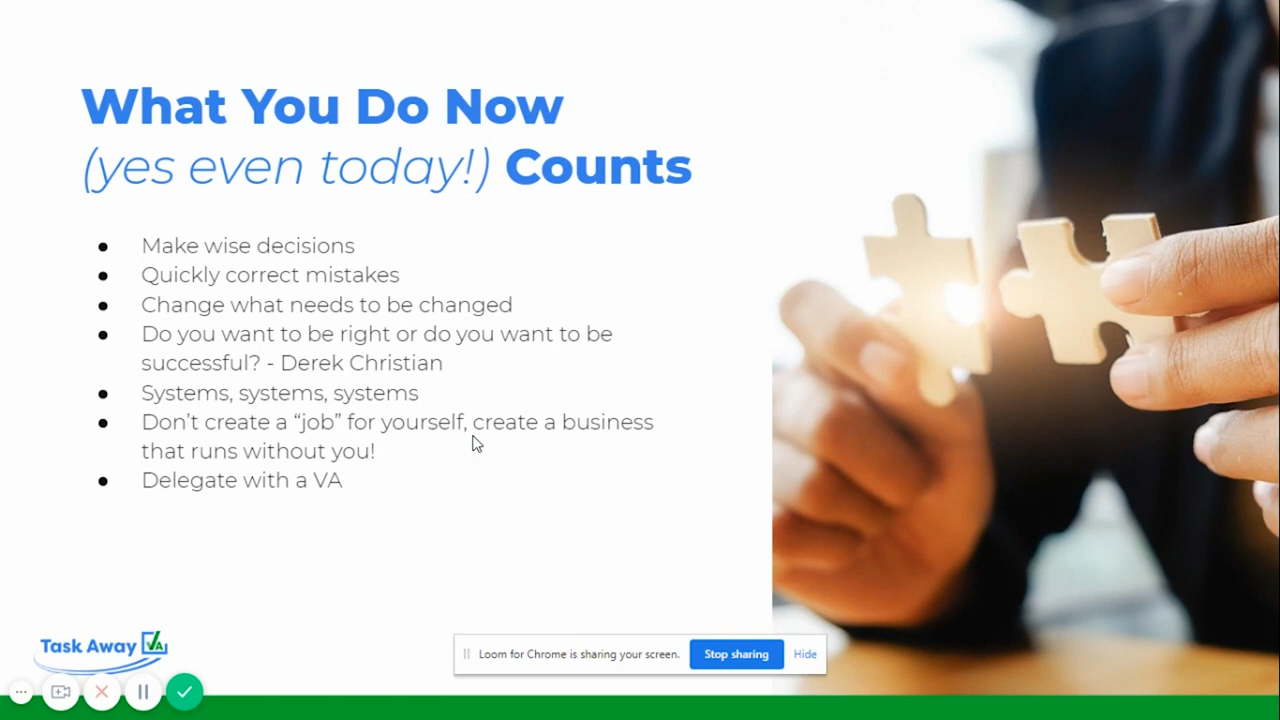 What You Do Now
(yes even today!) Counts
● Make wise decisions
● Quickly correct mistakes
● Change what needs to be changed
● Do you want to be right or do you want to be
successful? - Derek Christian
● Systems, systems, systems
● Don’t create a “job” for yourself, create a business
that runs without you!
● Delegate with a VA
Task Away VA
Loom for Chrome is sharing your screen. Stop sharing Hide